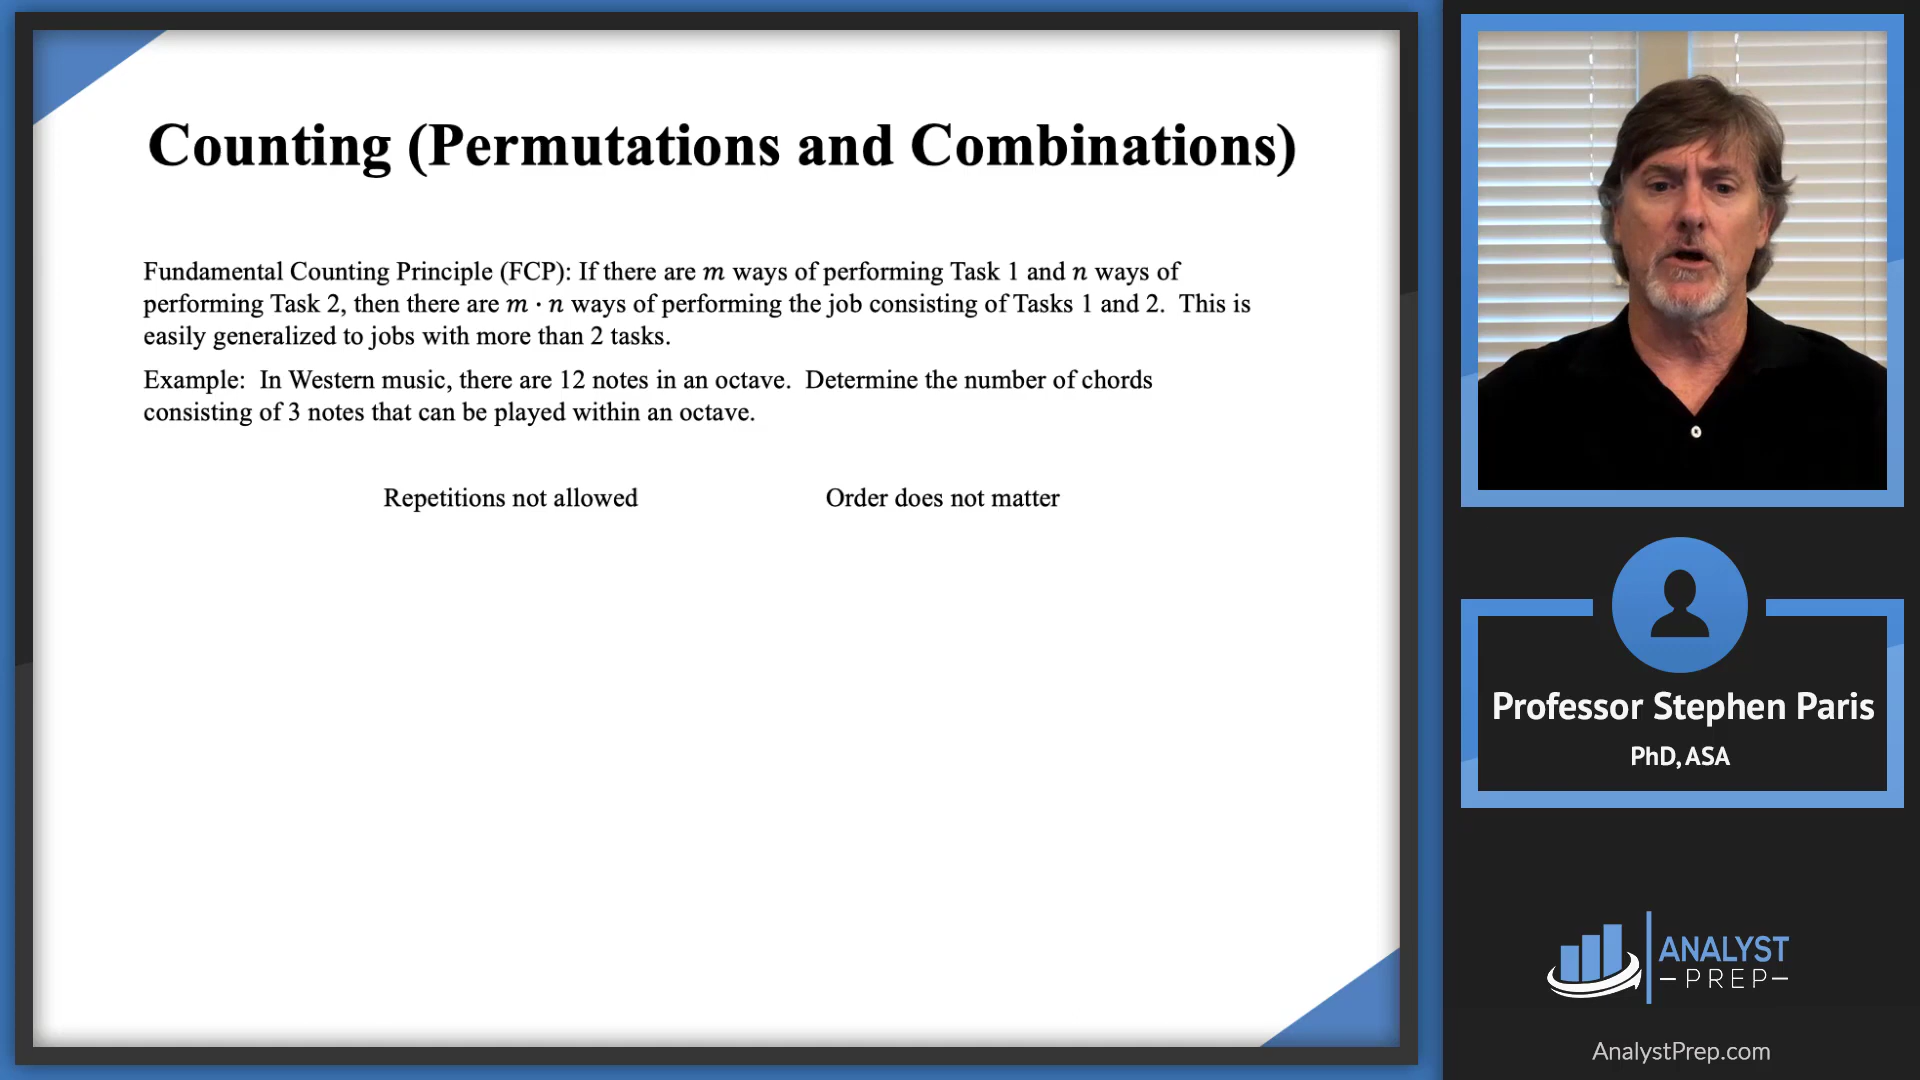 Counting (Permutations and Combinations)
Fundamental Counting Principle (FCP): If there are m ways of performing Task 1 and n ways of
performing Task 2, then there are m · n ways of performing the job consisting of Tasks 1 and 2. This is
easily generalized to jobs with more than 2 tasks.
Example: In Western music, there are 12 notes in an octave. Determine the number of chords
consisting of 3 notes that can be played within an octave.
Repetitions not allowed
Order does not matter
Professor Stephen Paris
PhD, ASA
ANALYST
PREP
AnalystPrep.com